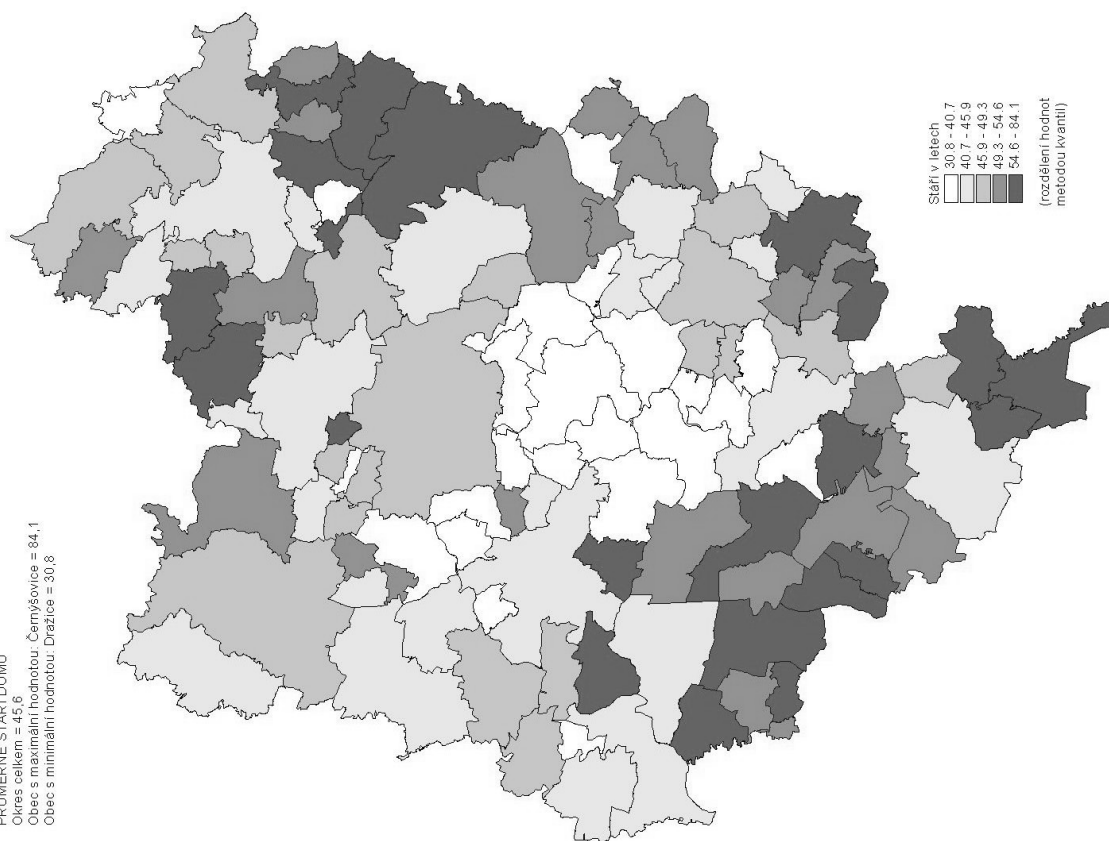 PRŮMĚRNÉ STÁŘÍ DOMŮ
Okres celkem = 45,6
Obec s maximální hodnotou: Černýšovice = 84,1
Obec s minimální hodnotou: Dražice = 30,8
Stáří v letech
30.8 - 40.7
40.7 - 45.9
45.9 - 49.3
49.3 - 54.6
54.6 - 84.1
(rozdělení hodnot
metodou kvantil)